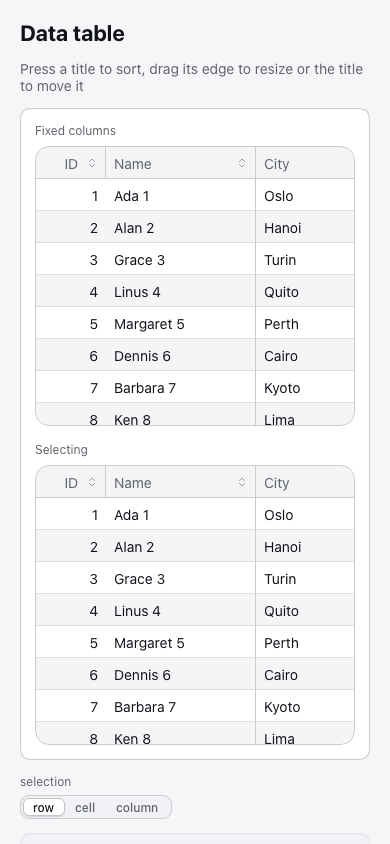 Data table
Press a title to sort, drag its edge to resize or the title
to move it
Fixed columns
ID Name City
1 Ada 1 Oslo
2 Alan 2 Hanoi
3 Grace 3 Turin
4 Linus 4 Quito
5 Margaret 5 Perth
6 Dennis 6 Cairo
7 Barbara 7 Kyoto
8 Ken 8 Lima
Selecting
ID Name City
1 Ada 1 Oslo
2 Alan 2 Hanoi
3 Grace 3 Turin
4 Linus 4 Quito
5 Margaret 5 Perth
6 Dennis 6 Cairo
7 Barbara 7 Kyoto
8 Ken 8 Lima
selection
row cell column